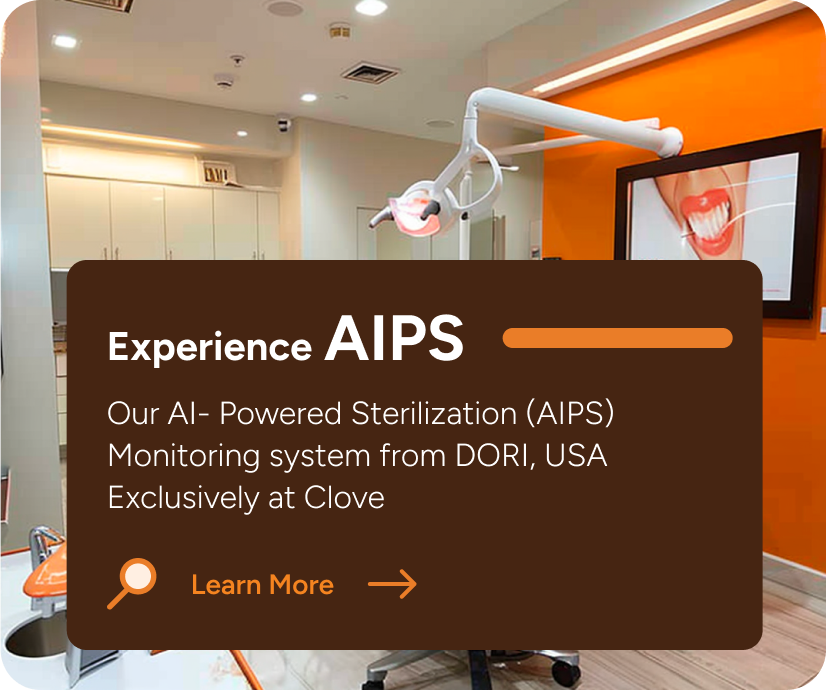 Experience AIPS
Our AI- Powered Sterilization (AIPS)
Monitoring system from DORI, USA
Exclusively at Clove
Learn More